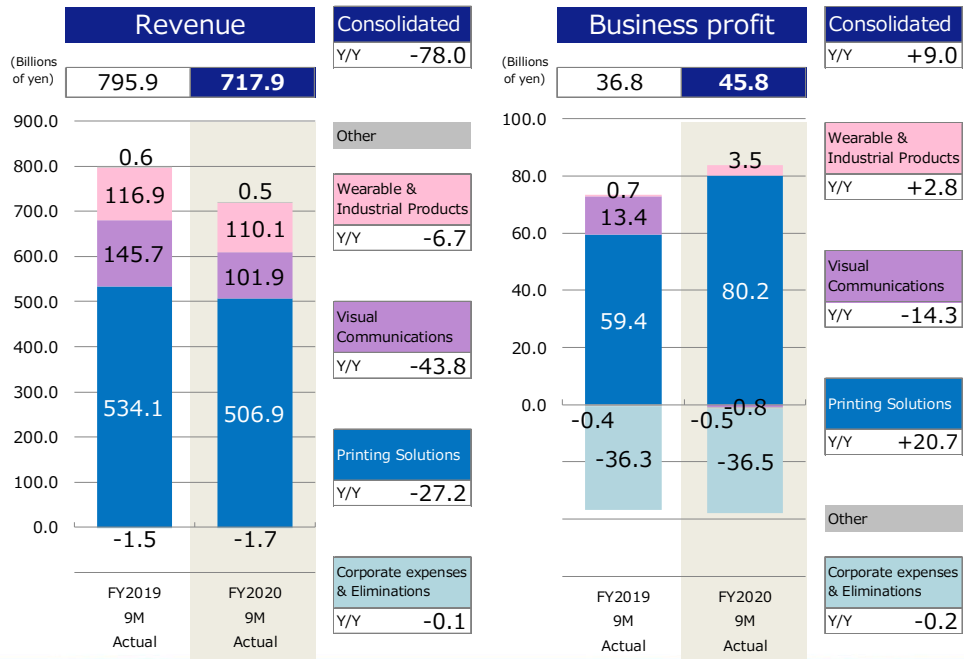 Revenue
(Billions
of yen)
795.9 717.9
900.0
800.0
700.0
600.0
500.0
400.0
300.0
200.0
100.0
0.0
0.6
116.9
145.7
534.1
-1.5
0.5
110.1
101.9
506.9
-1.7
FY2019
9M
Actual
FY2020
9M
Actual
Consolidated
Y/Y -78.0
Other
Wearable &
Industrial Products
Y/Y -6.7
Visual
Communications
Y/Y -43.8
Printing Solutions
Y/Y -27.2
Corporate expenses
& Eliminations
Y/Y -0.1
Business profit
(Billions
of yen)
36.8 45.8
100.0
80.0
60.0
40.0
20.0
0.0
0.7
13.4
59.4
-0.4
-36.3
3.5
80.2
-0.8
-0.5
-36.5
FY2019
9M
Actual
FY2020
9M
Actual
Consolidated
Y/Y +9.0
Wearable &
Industrial Products
Y/Y +2.8
Visual
Communications
Y/Y -14.3
Printing Solutions
Y/Y +20.7
Other
Corporate expenses
& Eliminations
Y/Y -0.2